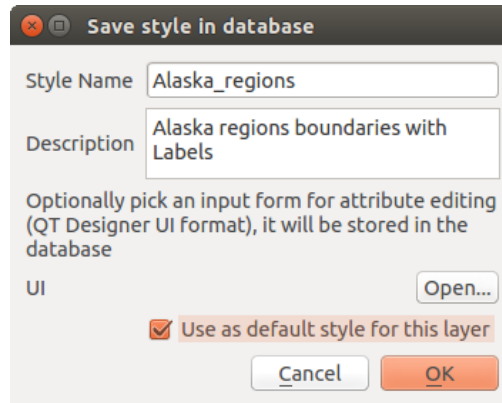 Save style in database
Style Name Alaska_regions
Description Alaska regions boundaries with
Labels
Optionally pick an input form for attribute editing
(QT Designer UI format), it will be stored in the
database
UI Open...
Use as default style for this layer
Cancel OK